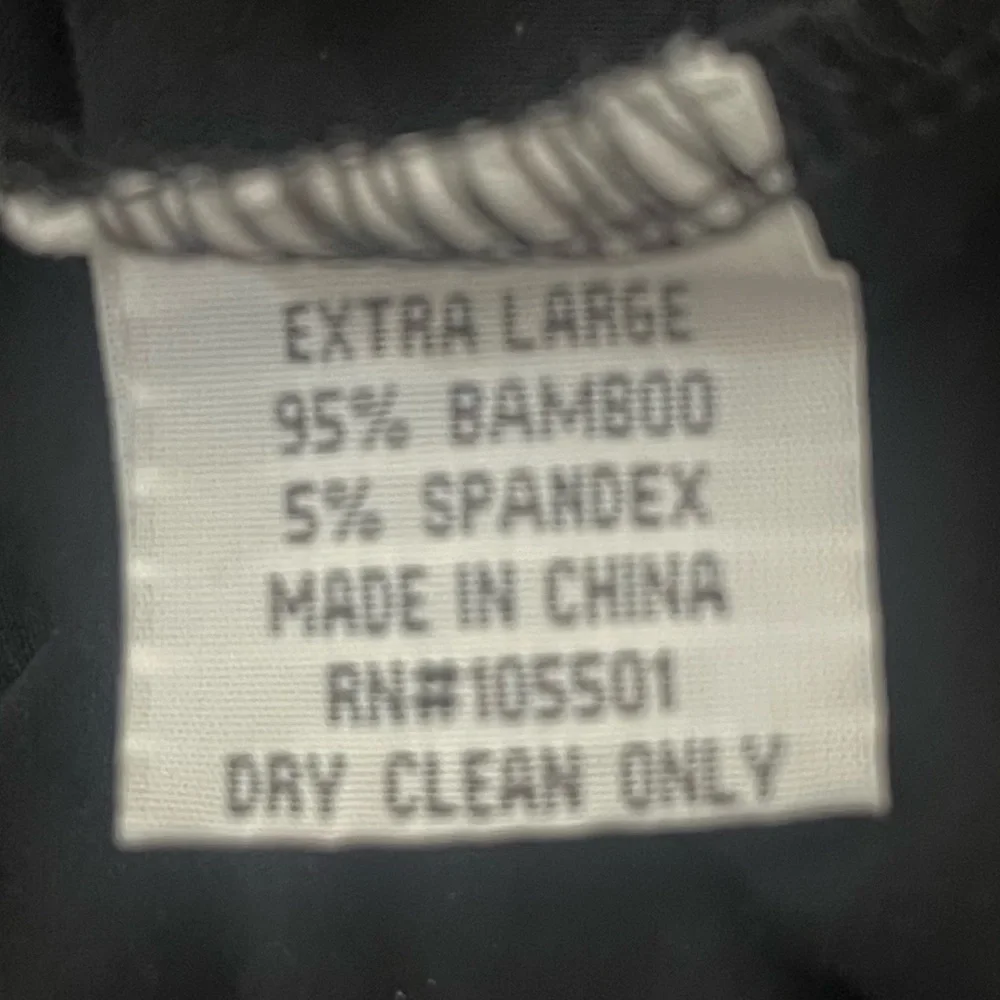 EXTRA LARGE
95% BAMBOO
5% SPANDEX
MADE IN CHINA
RN#105501
DRY CLEAN ONLY